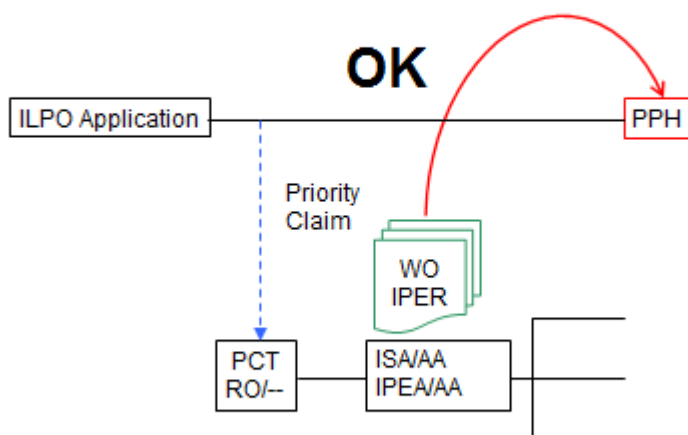 OK
ILPO Application
PPH
Priority
Claim
WO
IPER
PCT
RO/--
ISA/AA
IPEA/AA